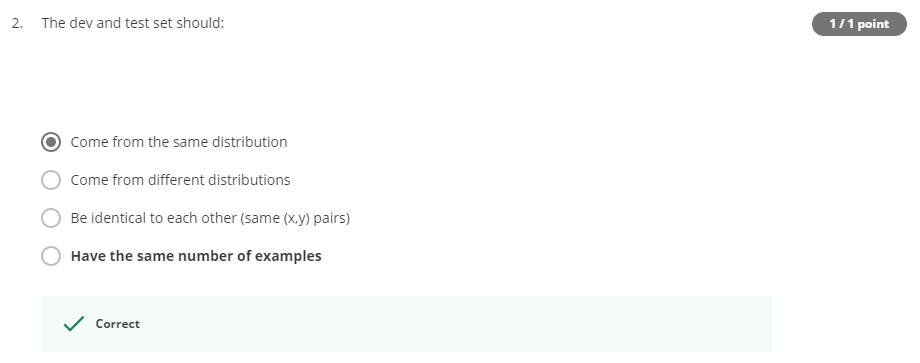 2. The dev and test set should:
1 / 1 point
Come from the same distribution
Come from different distributions
Be identical to each other (same (x,y) pairs)
Have the same number of examples
Correct